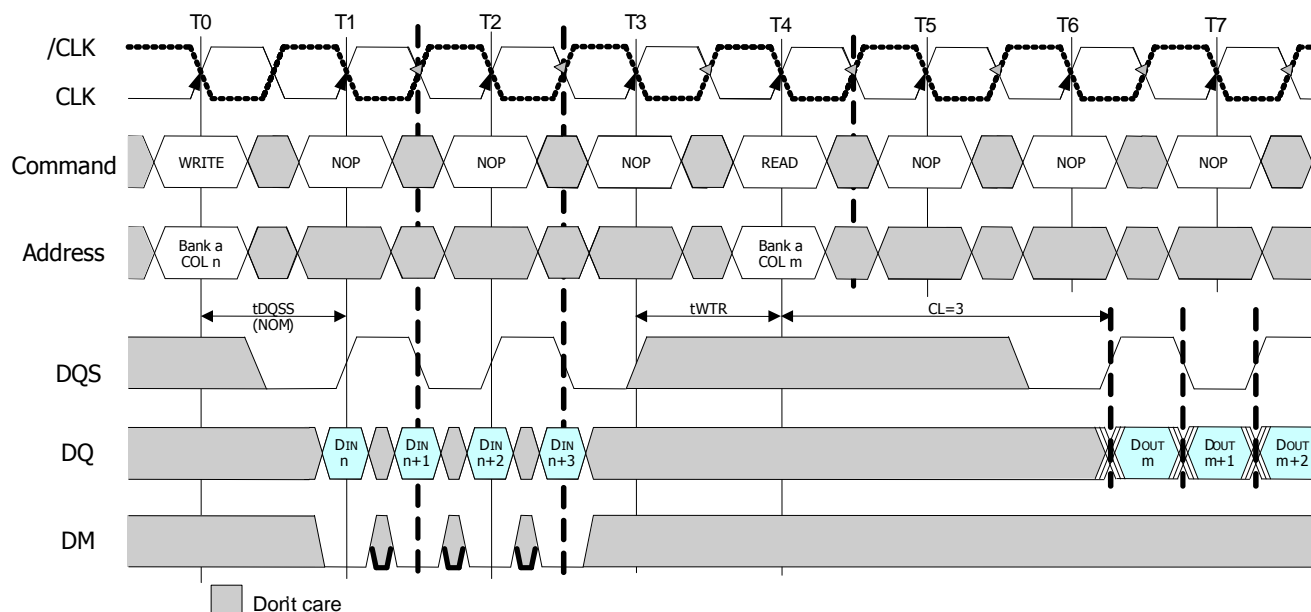 T0 T1 T2 T3 T4 T5 T6 T7
/CLK
CLK
Command
WRITE NOP NOP NOP READ NOP NOP NOP
Address
Bank a
COL n
Bank a
COL m
tDQSS
(NOM)
tWTR
CL=3
DQS
DQ
DIN
n
DIN
n+1
DIN
n+2
DIN
n+3
DOUT
m
DOUT
m+1
DOUT
m+2
DM
Don't care